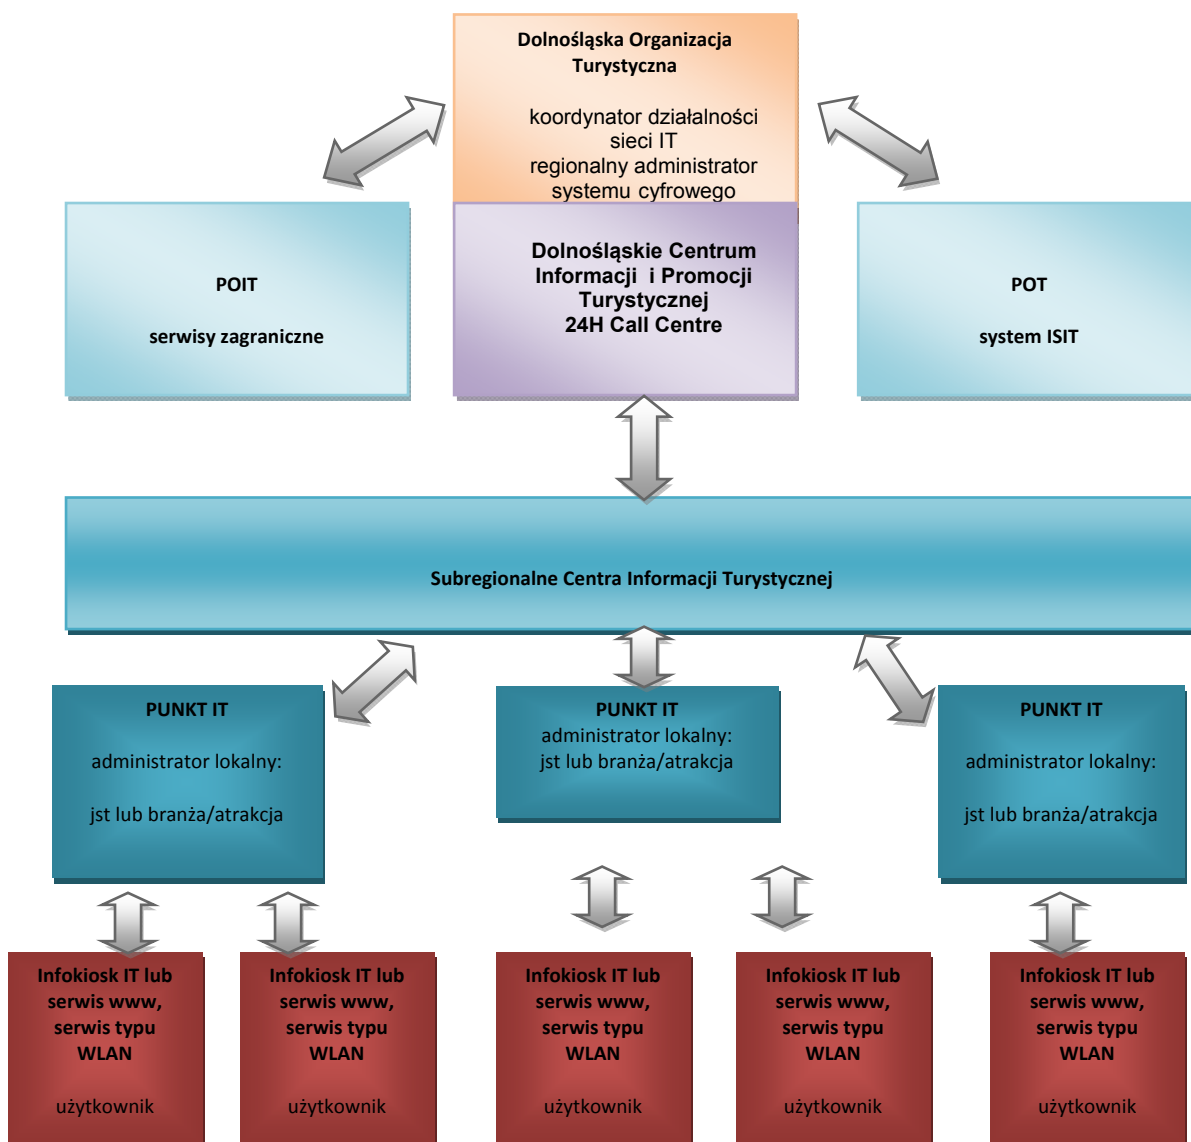 Dolnośląska Organizacja
Turystyczna
koordynator działalności
sieci IT
regionalny administrator
systemu cyfrowego
POIT
serwisy zagraniczne
Dolnośląskie Centrum
Informacji i Promocji
Turystycznej
24H Call Centre
POT
system ISIT
Subregionalne Centra Informacji Turystycznej
PUNKT IT
administrator lokalny:
jst lub branża/atrakcja
PUNKT IT
administrator lokalny:
jst lub branża/atrakcja
PUNKT IT
administrator lokalny:
jst lub branża/atrakcja
Infokiosk IT lub
serwis www,
serwis typu
WLAN
użytkownik
Infokiosk IT lub
serwis www,
serwis typu
WLAN
użytkownik
Infokiosk IT lub
serwis www,
serwis typu
WLAN
użytkownik
Infokiosk IT lub
serwis www,
serwis typu
WLAN
użytkownik
Infokiosk IT lub
serwis www,
serwis typu
WLAN
użytkownik